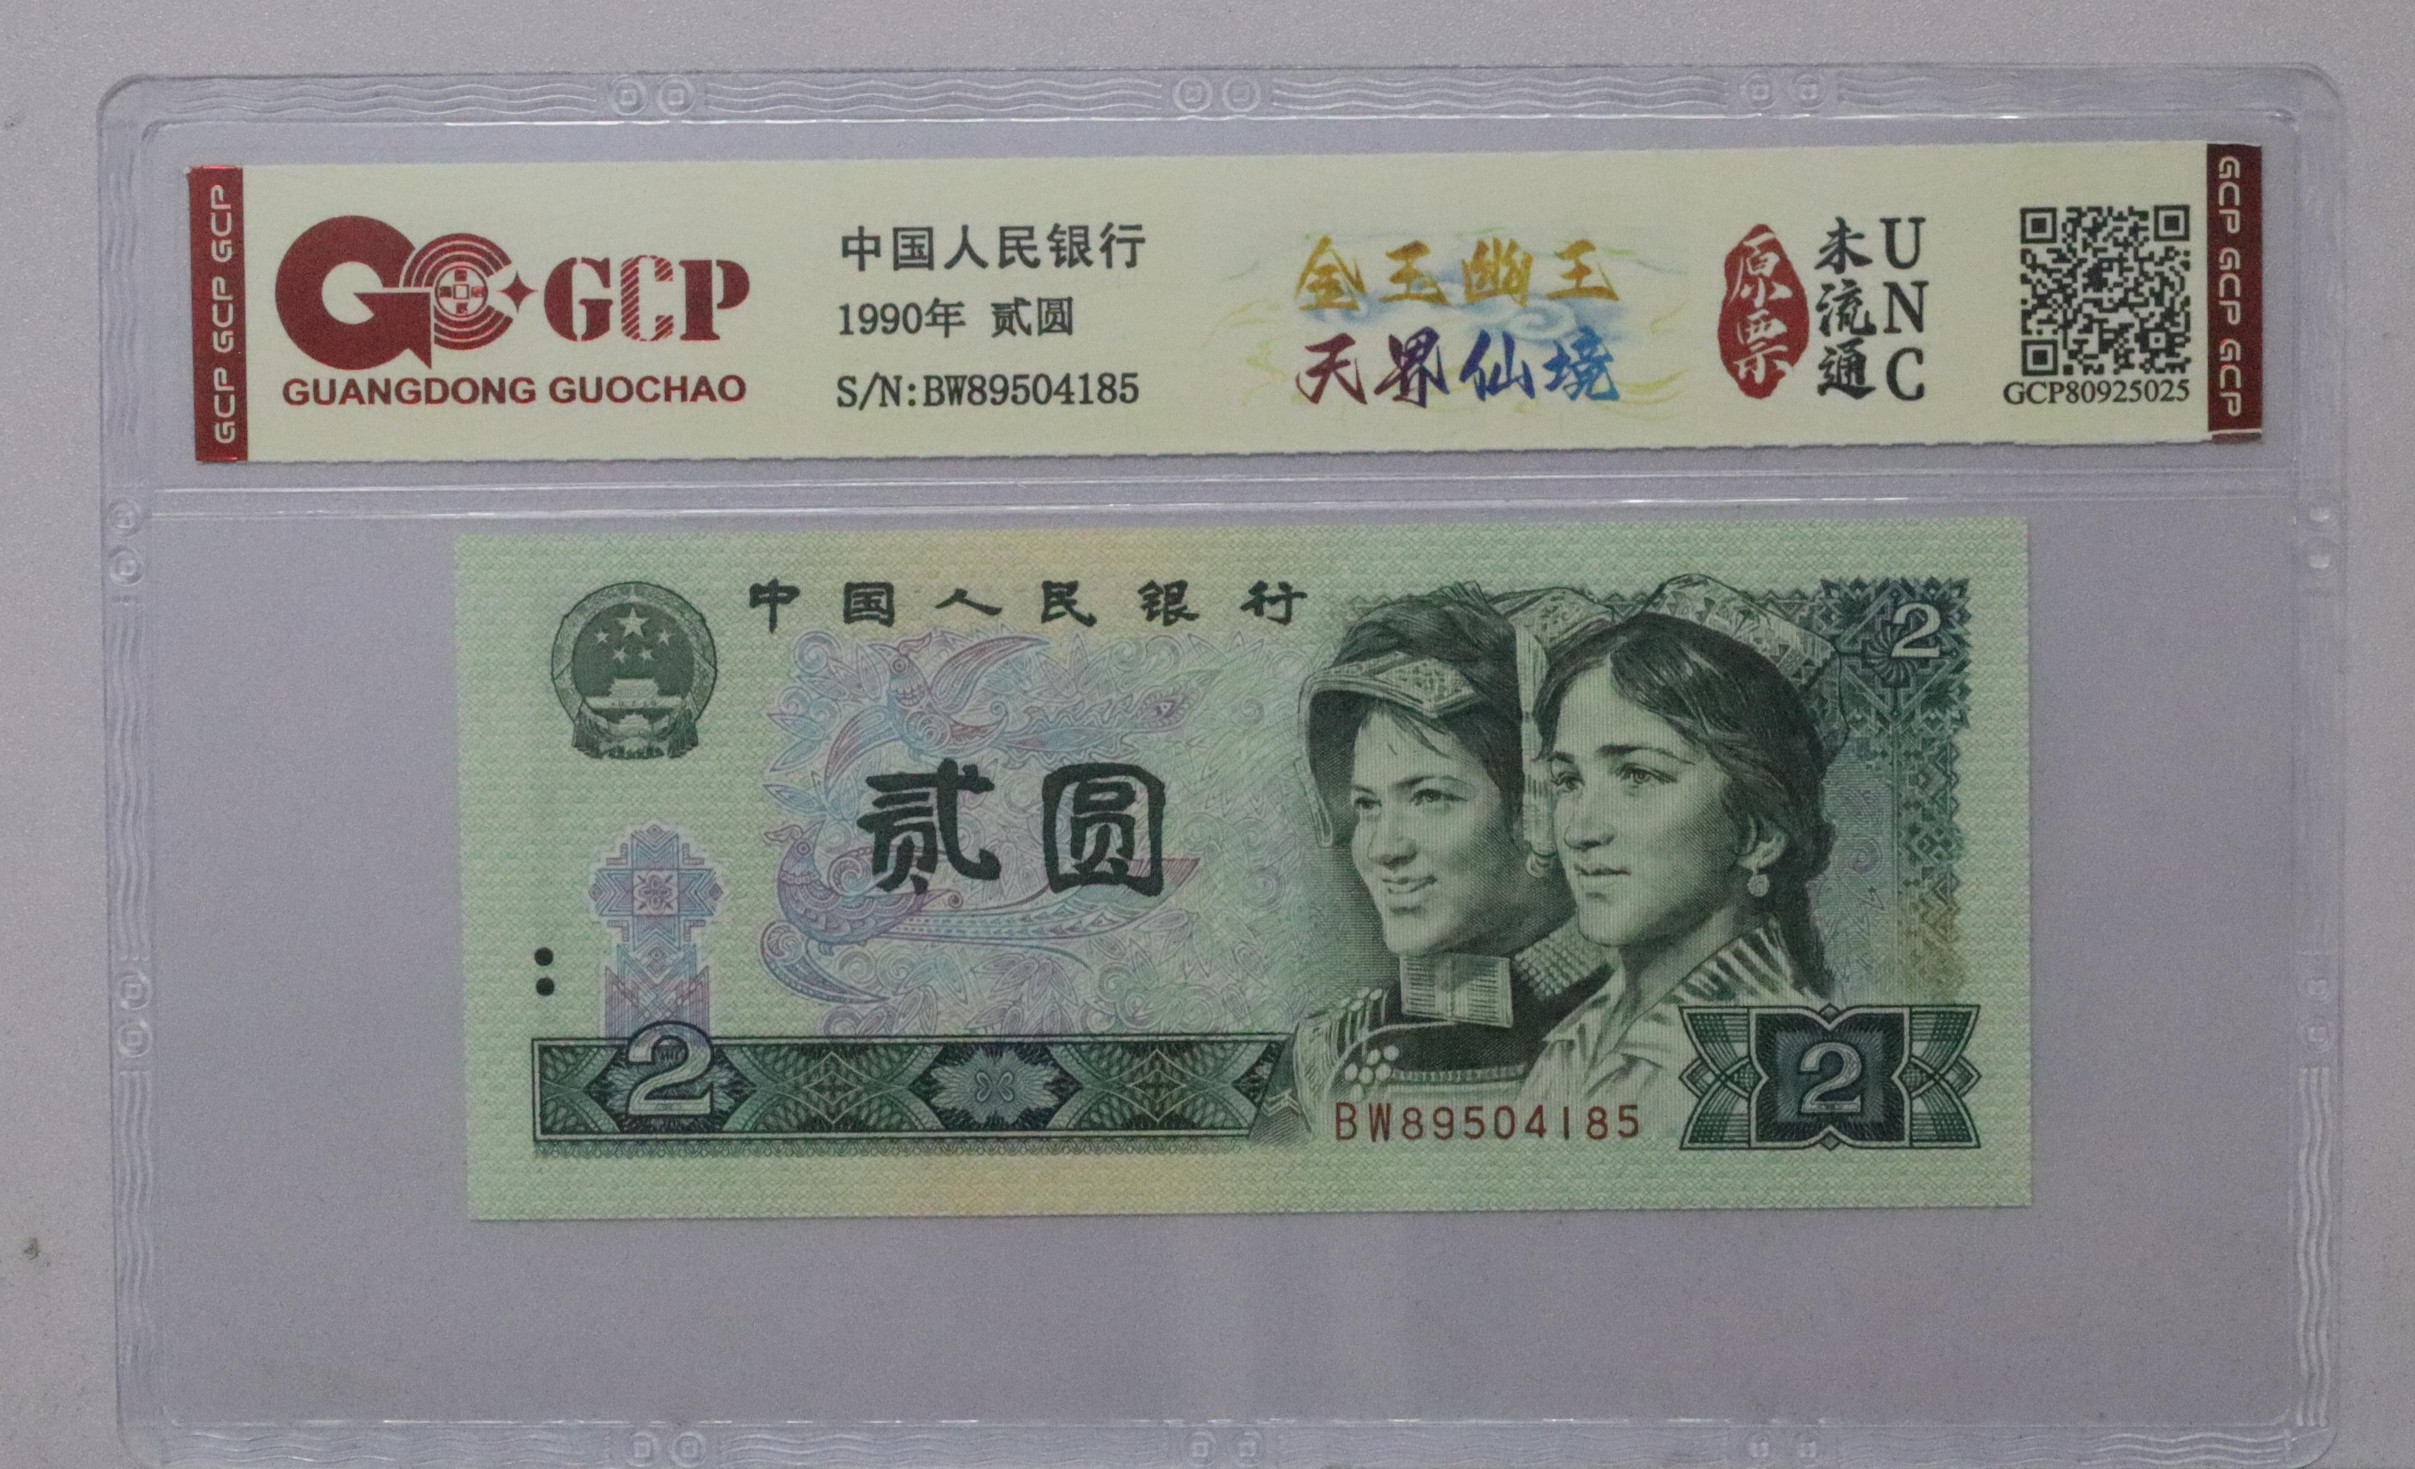 GCP GCP GCP
GCP
GUANGDONG GUOCHAO
中国人民银行
1990年 贰圆
S/N:BW89504185
金玉幽王
天界仙境
原票
未流通
UNC
GCP80925025
GCP GCP GCP
中国人民银行
2
贰圆
2
BW89504185
2